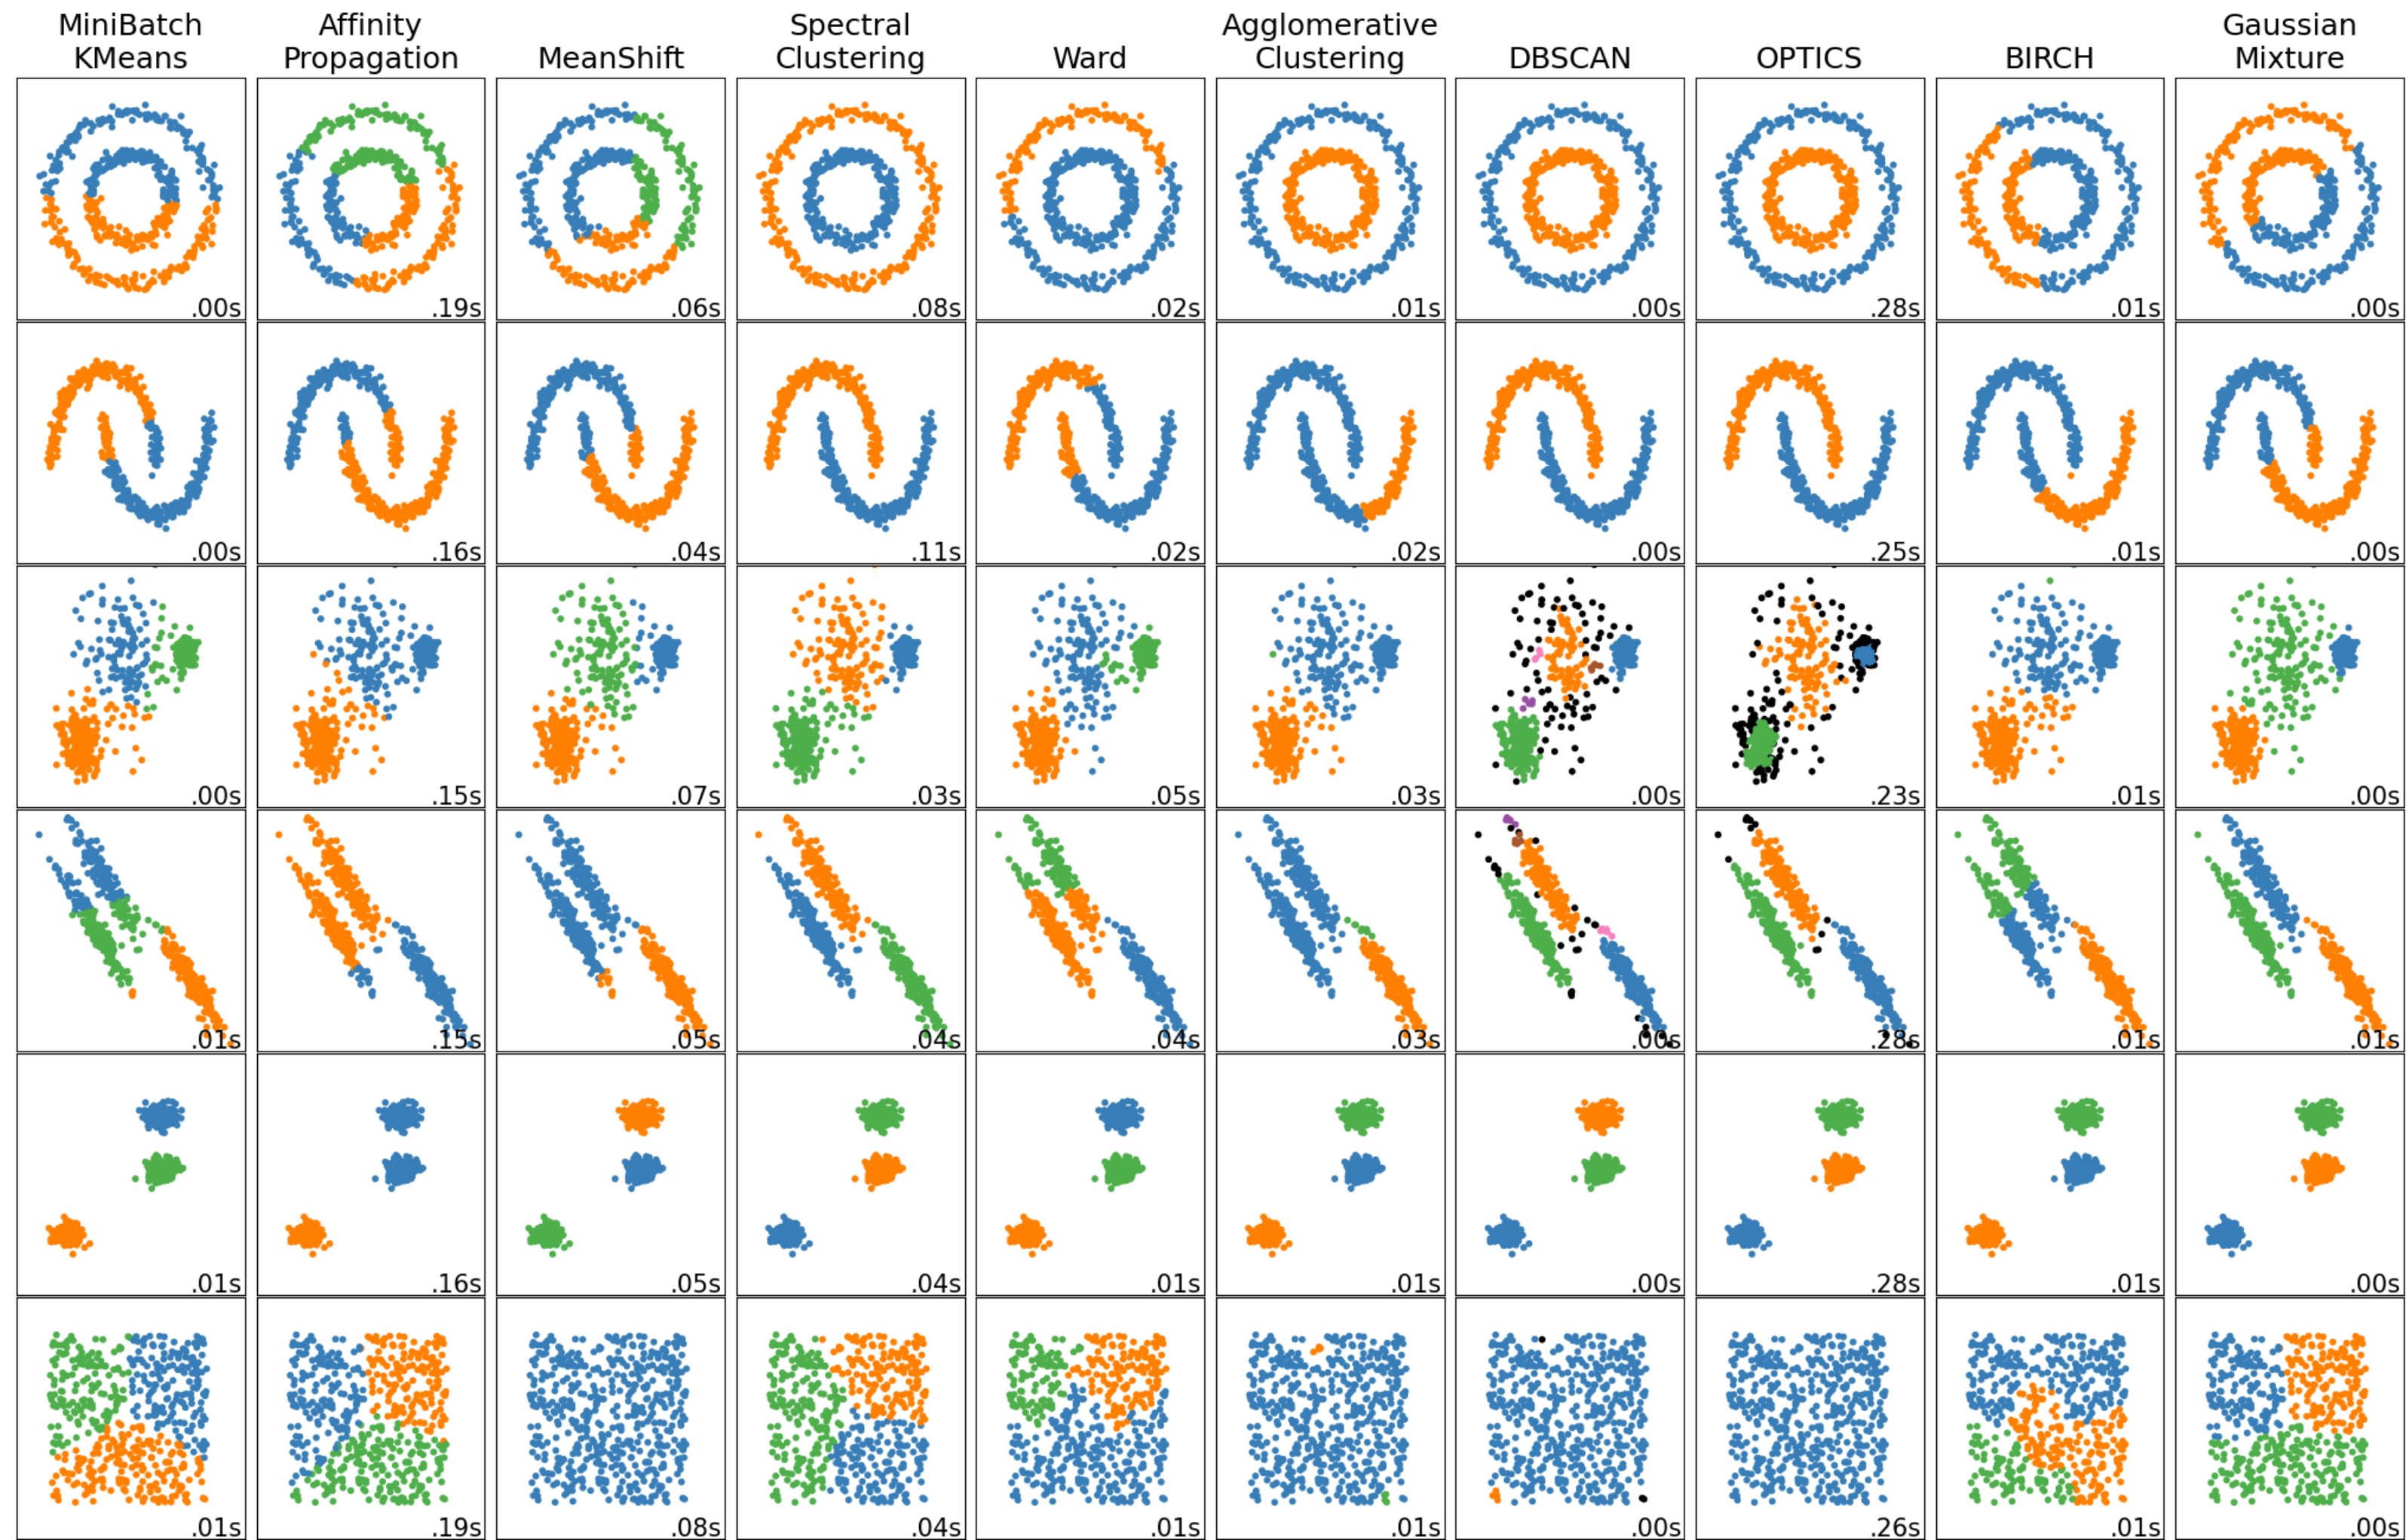 MiniBatch
KMeans
Affinity
Propagation
MeanShift
Spectral
Clustering
Ward
Agglomerative
Clustering
DBSCAN
OPTICS
BIRCH
Gaussian
Mixture
.00s
.19s
.06s
.08s
.02s
.01s
.00s
.28s
.01s
.00s
.00s
.16s
.04s
.11s
.02s
.02s
.00s
.25s
.01s
.00s
.00s
.15s
.07s
.03s
.05s
.03s
.00s
.23s
.01s
.00s
.01s
.15s
.05s
.04s
.04s
.03s
.00s
.28s
.01s
.01s
.01s
.16s
.05s
.04s
.01s
.01s
.00s
.28s
.01s
.00s
.01s
.19s
.08s
.04s
.01s
.01s
.00s
.26s
.01s
.00s